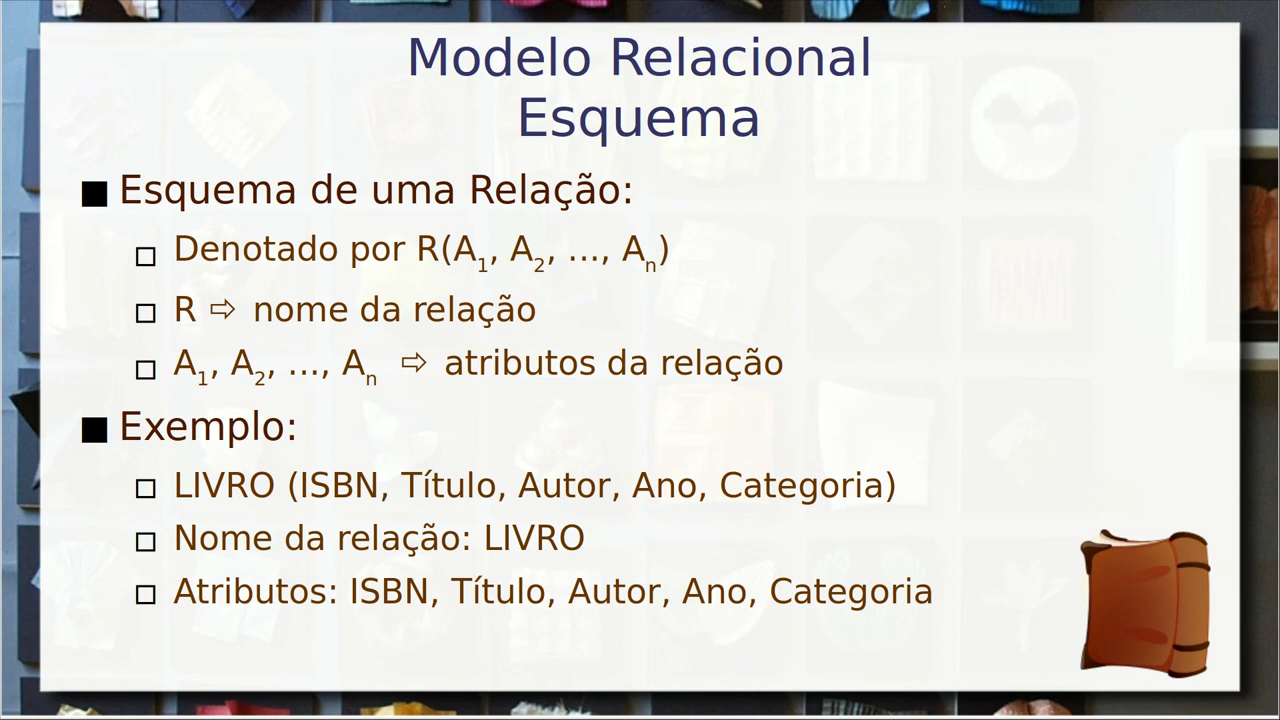 Modelo Relacional
Esquema
■ Esquema de uma Relação:
□ Denotado por R(A₁, A₂, ..., Aₙ)
□ R ⇨ nome da relação
□ A₁, A₂, ..., Aₙ ⇨ atributos da relação
■ Exemplo:
□ LIVRO (ISBN, Título, Autor, Ano, Categoria)
□ Nome da relação: LIVRO
□ Atributos: ISBN, Título, Autor, Ano, Categoria